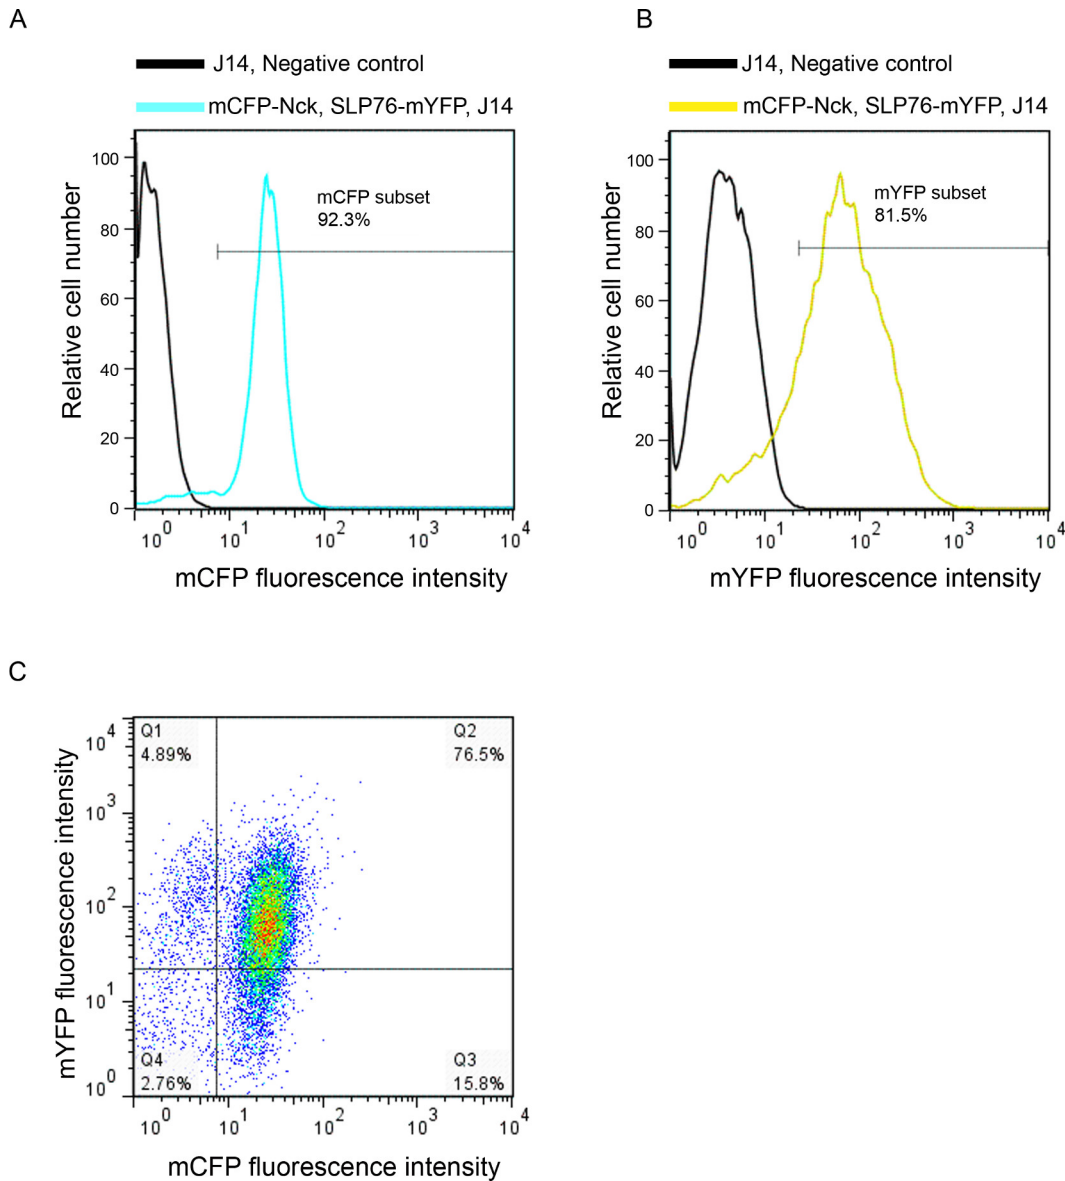 A
J14, Negative control
mCFP-Nck, SLP76-mYFP, J14
100
80
60
40
20
0
Relative cell number
mCFP subset
92.3%
10^0 10^1 10^2 10^3 10^4
mCFP fluorescence intensity
B
J14, Negative control
mCFP-Nck, SLP76-mYFP, J14
100
80
60
40
20
0
Relative cell number
mYFP subset
81.5%
10^0 10^1 10^2 10^3 10^4
mYFP fluorescence intensity
C
10^4
10^3
10^2
10^1
10^0
mYFP fluorescence intensity
Q1
4.89%
Q2
76.5%
Q4
2.76%
Q3
15.8%
10^0 10^1 10^2 10^3 10^4
mCFP fluorescence intensity